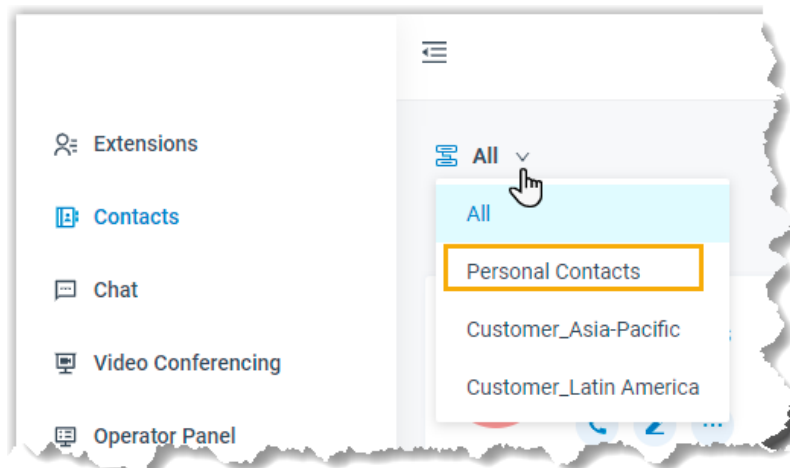 Extensions
Contacts
Chat
Video Conferencing
Operator Panel
All
All
Personal Contacts
Customer_Asia-Pacific
Customer_Latin America